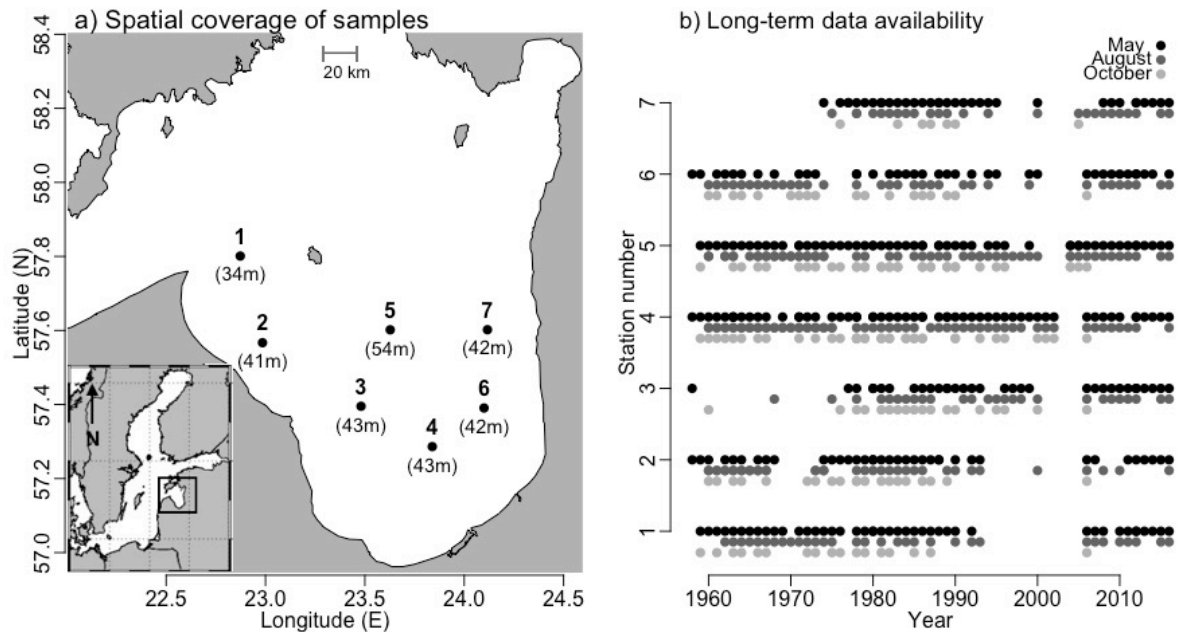 a) Spatial coverage of samples
58.4
58.2
58.0
57.8
57.6
57.4
57.2
57.0
Latitude (N)
20 km
1
(34m)
2
(41m)
5
(54m)
7
(42m)
3
(43m)
6
(42m)
4
(43m)
N
22.5 23.0 23.5 24.0 24.5
Longitude (E)
b) Long-term data availability
May
August
October
7
6
5
4
3
2
1
Station number
1960 1970 1980 1990 2000 2010
Year